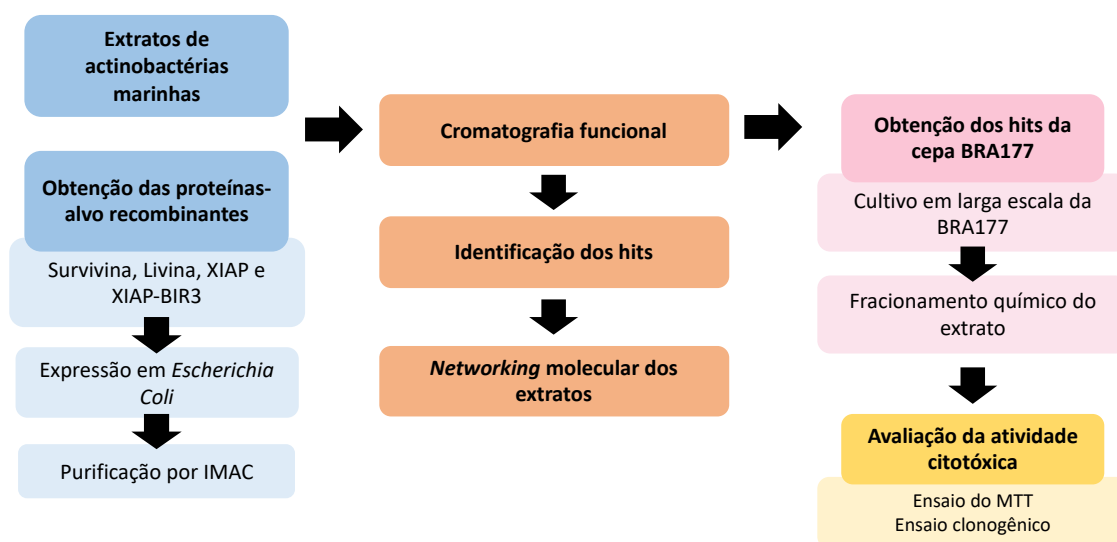 Extratos de
actinobactérias
marinhas
Obtenção das proteínas-
alvo recombinantes
Survivina, Livina, XIAP e
XIAP-BIR3
Expressão em Escherichia
Coli
Purificação por IMAC
Cromatografia funcional
Identificação dos hits
Networking molecular dos
extratos
Obtenção dos hits da
cepa BRA177
Cultivo em larga escala da
BRA177
Fracionamento químico do
extrato
Avaliação da atividade
citotóxica
Ensaio do MTT
Ensaio clonogênico